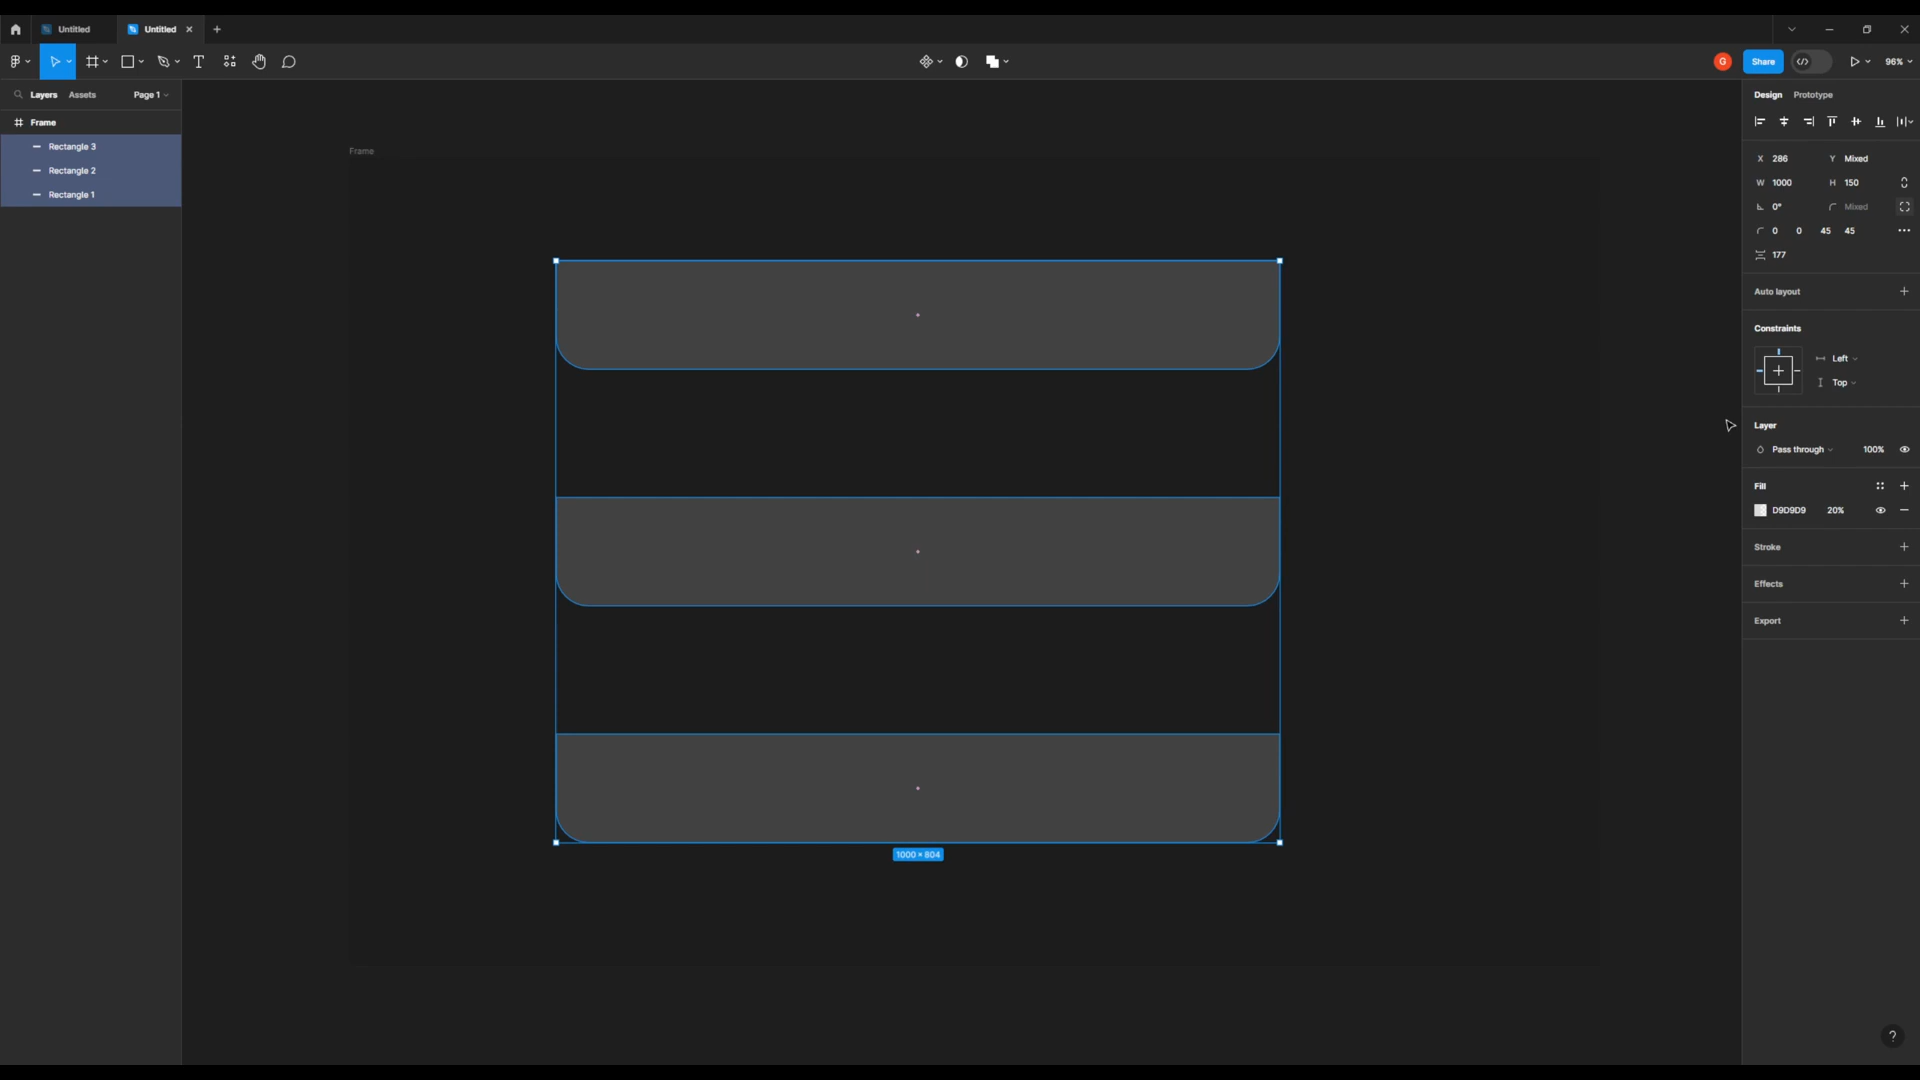 Untitled
Untitled
G
Share
96%
Layers
Assets
Page 1
Design
Prototype
Frame
Rectangle 3
Rectangle 2
Rectangle 1
Frame
1000 × 804
X 286
Y Mixed
W 1000
H 150
0°
Mixed
0 0 45 45
177
Auto layout
Constraints
Left
Top
Layer
Pass through 100%
Fill
D9D9D9 20%
Stroke
Effects
Export
?